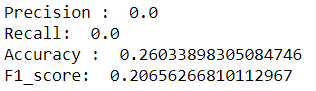 Precision :  0.0
Recall:  0.0
Accuracy :  0.26033898305084746
F1_score:  0.20656266810112967